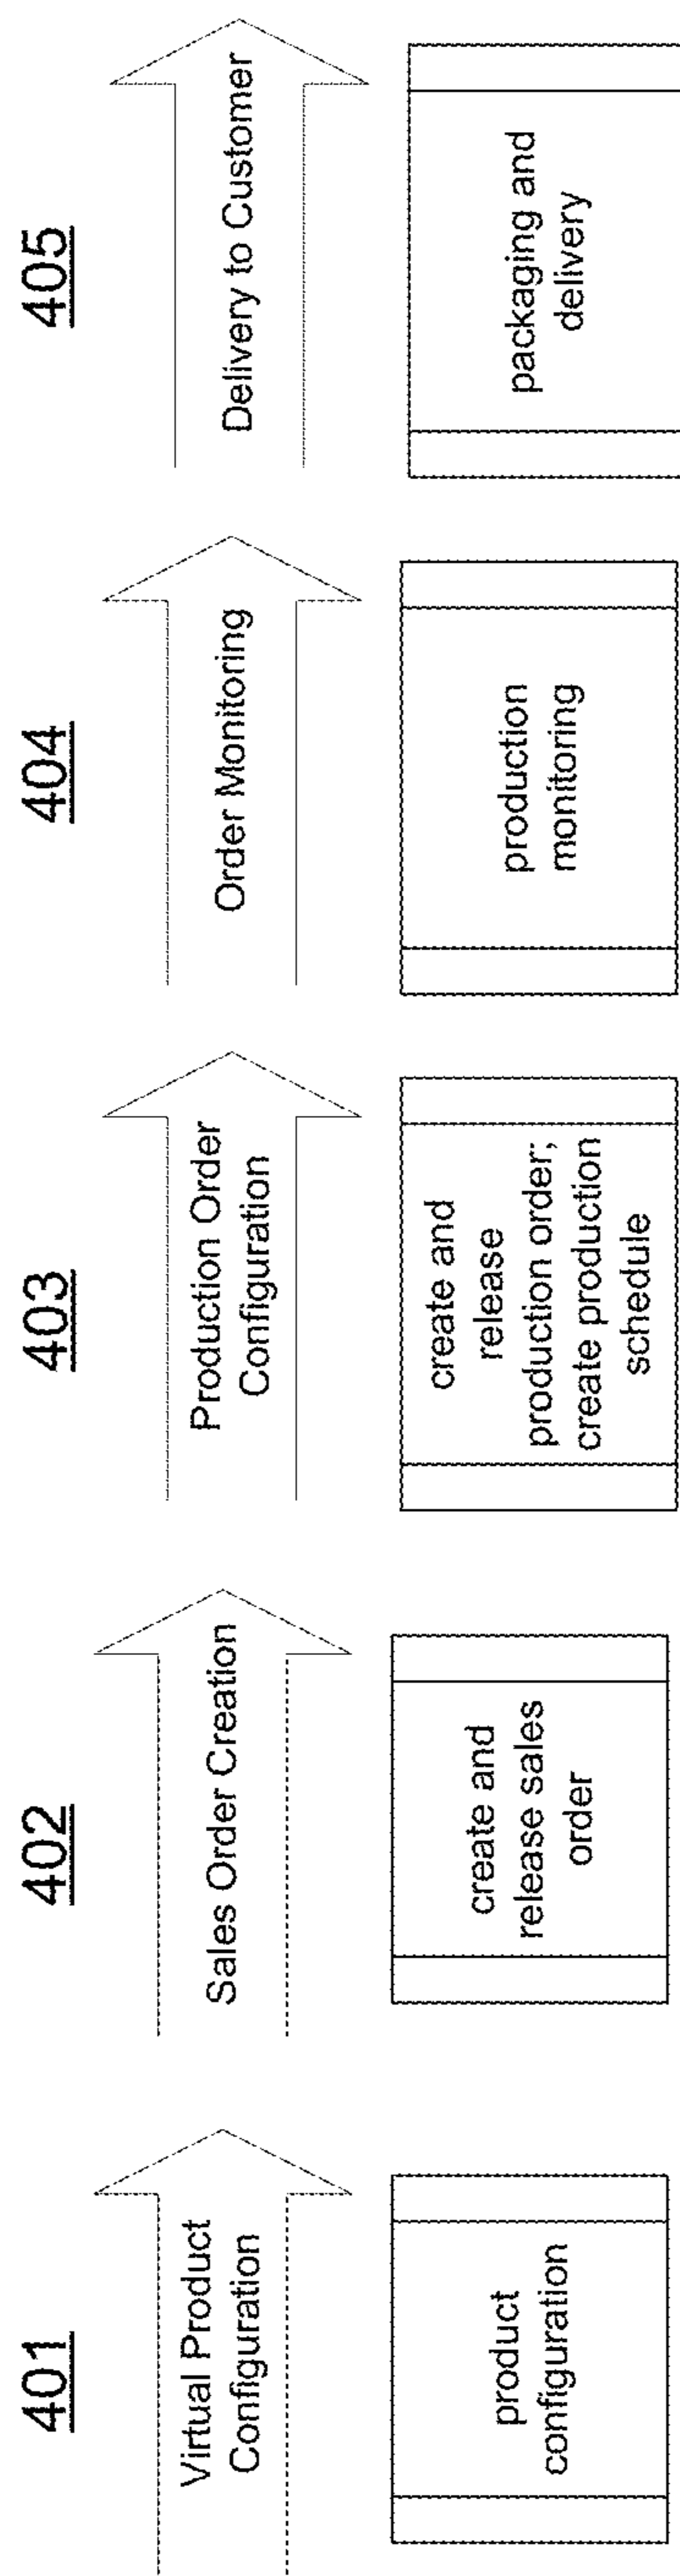 401
Virtual Product
Configuration
product
configuration
402
Sales Order Creation
create and
release sales
order
403
Production Order
Configuration
create and
release
production order;
create production
schedule
404
Order Monitoring
production
monitoring
405
Delivery to Customer
packaging and
delivery